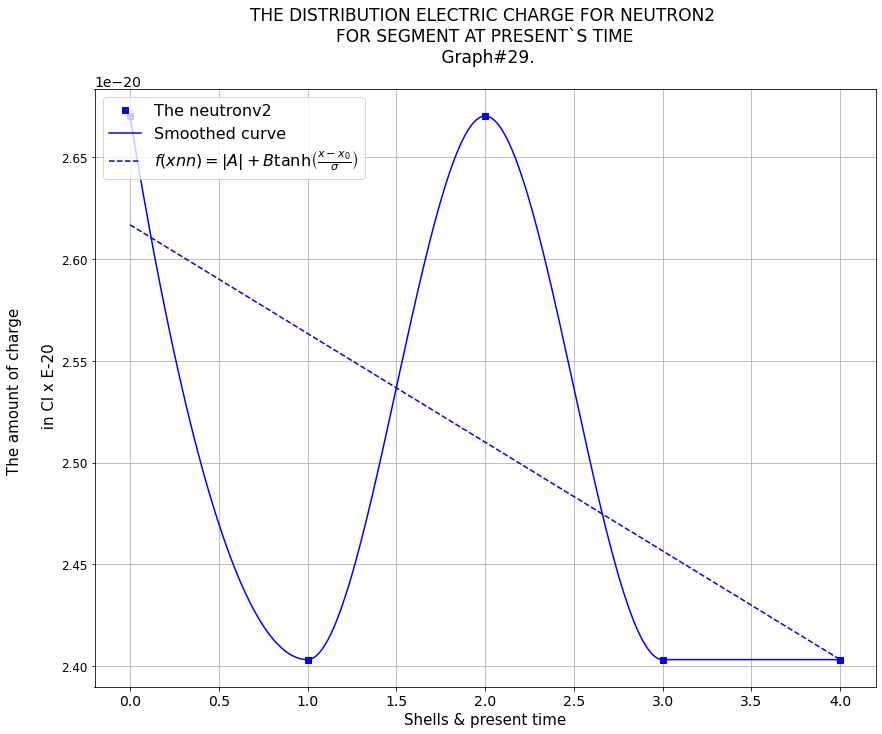 THE DISTRIBUTION ELECTRIC CHARGE FOR NEUTRON2
FOR SEGMENT AT PRESENT`S TIME
Graph#29.
1e−20
The neutronv2
Smoothed curve
f(xnn) = |A| + B tanh((x − x₀)/σ)
2.65
2.60
2.55
2.50
2.45
2.40
The amount of charge
in Cl x E-20
0.0 0.5 1.0 1.5 2.0 2.5 3.0 3.5 4.0
Shells & present time